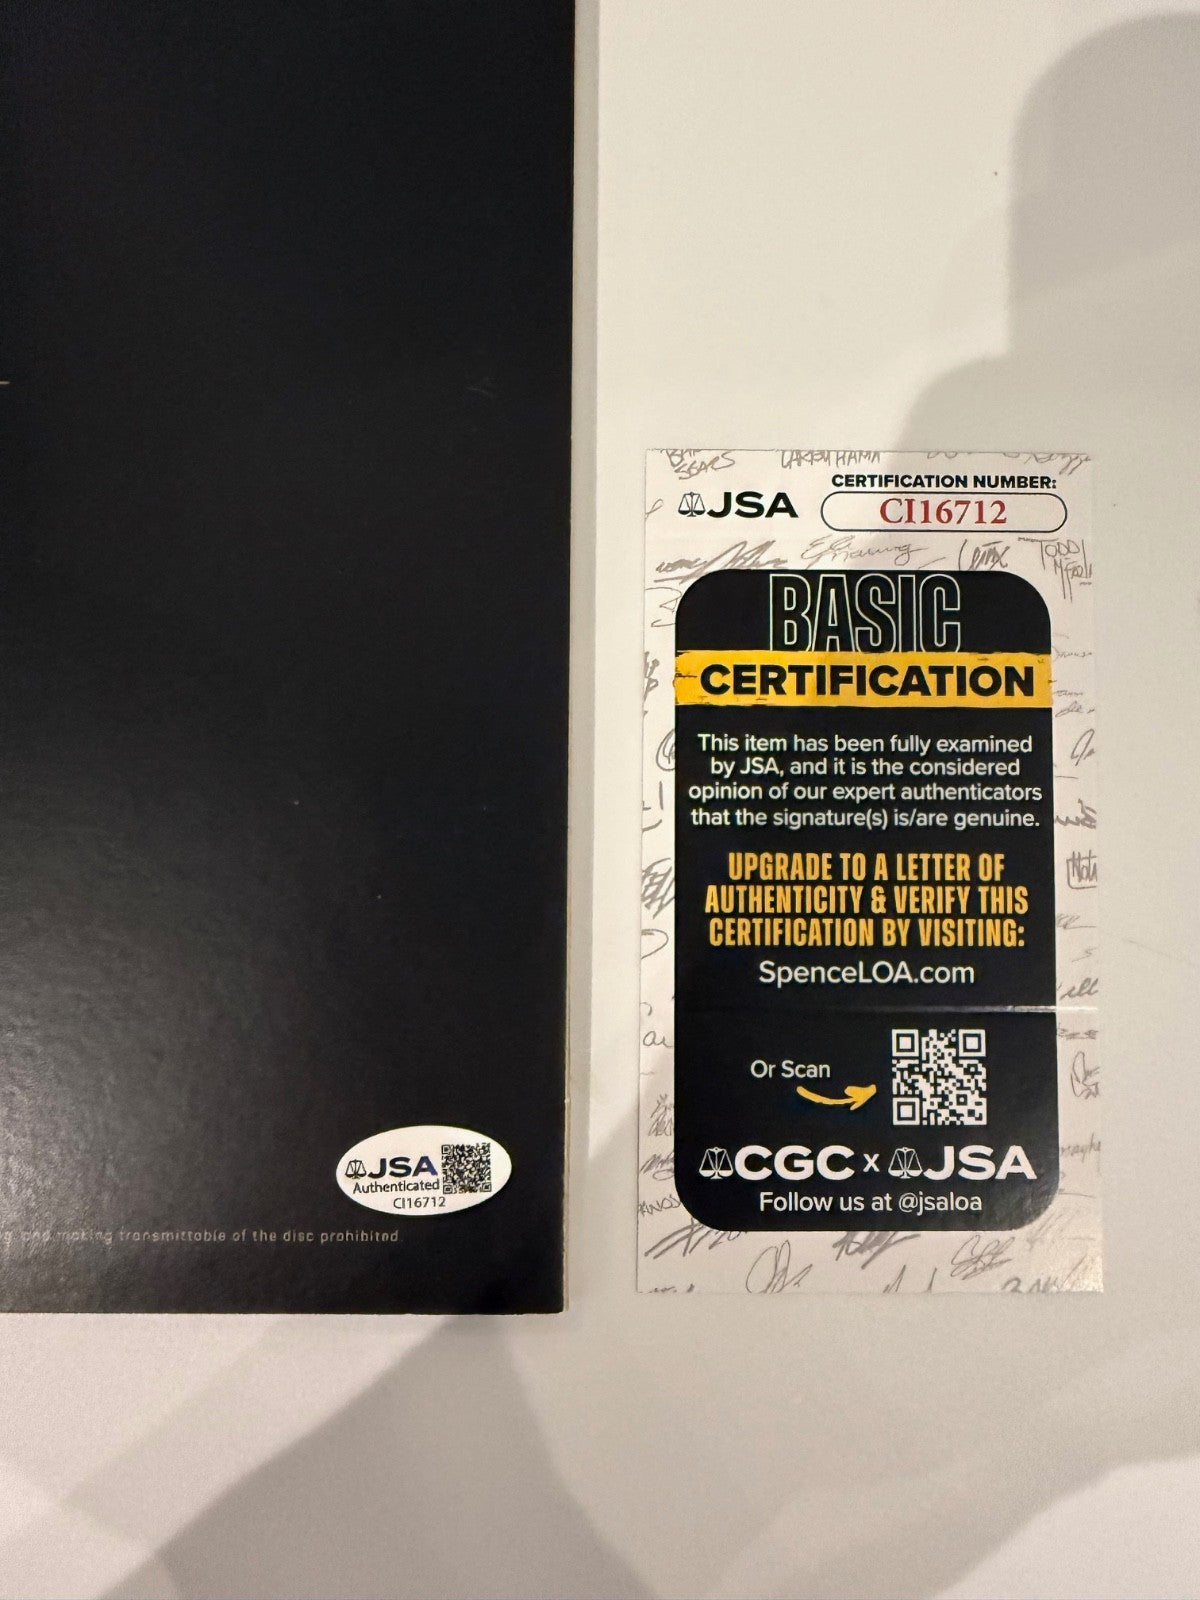 JSA
Authenticated
CI16712
and making transmittable of the disc prohibited.
JSA
CERTIFICATION NUMBER:
CI16712
BASIC
CERTIFICATION
This item has been fully examined
by JSA, and it is the considered
opinion of our expert authenticators
that the signature(s) is/are genuine.
UPGRADE TO A LETTER OF
AUTHENTICITY & VERIFY THIS
CERTIFICATION BY VISITING:
SpenceLOA.com
Or Scan
CGC x JSA
Follow us at @jsaloa